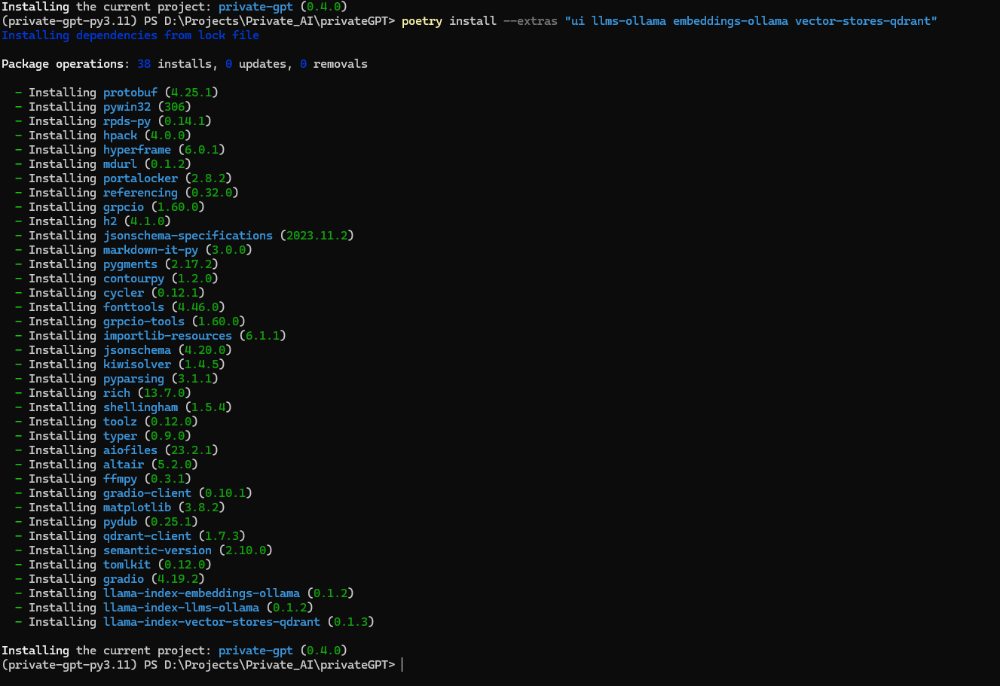 Installing the current project: private-gpt (0.4.0)
(private-gpt-py3.11) PS D:\Projects\Private_AI\privateGPT> poetry install --extras "ui llms-ollama embeddings-ollama vector-stores-qdrant"
Installing dependencies from lock file
Package operations: 38 installs, 0 updates, 0 removals
- Installing protobuf (4.25.1)
- Installing pywin32 (306)
- Installing rpds-py (0.14.1)
- Installing hpack (4.0.0)
- Installing hyperframe (6.0.1)
- Installing mdurl (0.1.2)
- Installing portalocker (2.8.2)
- Installing referencing (0.32.0)
- Installing grpcio (1.60.0)
- Installing h2 (4.1.0)
- Installing jsonschema-specifications (2023.11.2)
- Installing markdown-it-py (3.0.0)
- Installing pygments (2.17.2)
- Installing contourpy (1.2.0)
- Installing cycler (0.12.1)
- Installing fonttools (4.46.0)
- Installing grpcio-tools (1.60.0)
- Installing importlib-resources (6.1.1)
- Installing jsonschema (4.20.0)
- Installing kiwisolver (1.4.5)
- Installing pyparsing (3.1.1)
- Installing rich (13.7.0)
- Installing shellingham (1.5.4)
- Installing toolz (0.12.0)
- Installing typer (0.9.0)
- Installing aiofiles (23.2.1)
- Installing altair (5.2.0)
- Installing ffmpy (0.3.1)
- Installing gradio-client (0.10.1)
- Installing matplotlib (3.8.2)
- Installing pydub (0.25.1)
- Installing qdrant-client (1.7.3)
- Installing semantic-version (2.10.0)
- Installing tomlkit (0.12.0)
- Installing gradio (4.19.2)
- Installing llama-index-embeddings-ollama (0.1.2)
- Installing llama-index-llms-ollama (0.1.2)
- Installing llama-index-vector-stores-qdrant (0.1.3)
Installing the current project: private-gpt (0.4.0)
(private-gpt-py3.11) PS D:\Projects\Private_AI\privateGPT>